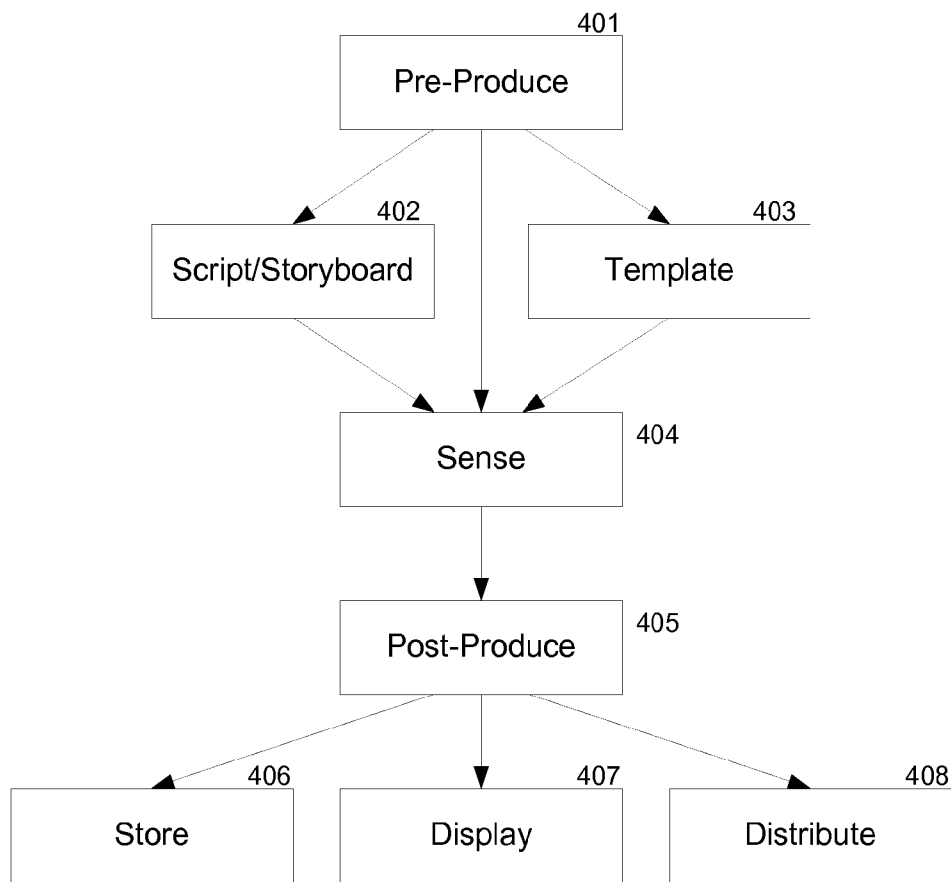 401
Pre-Produce
402
Script/Storyboard
403
Template
404
Sense
405
Post-Produce
406
Store
407
Display
408
Distribute